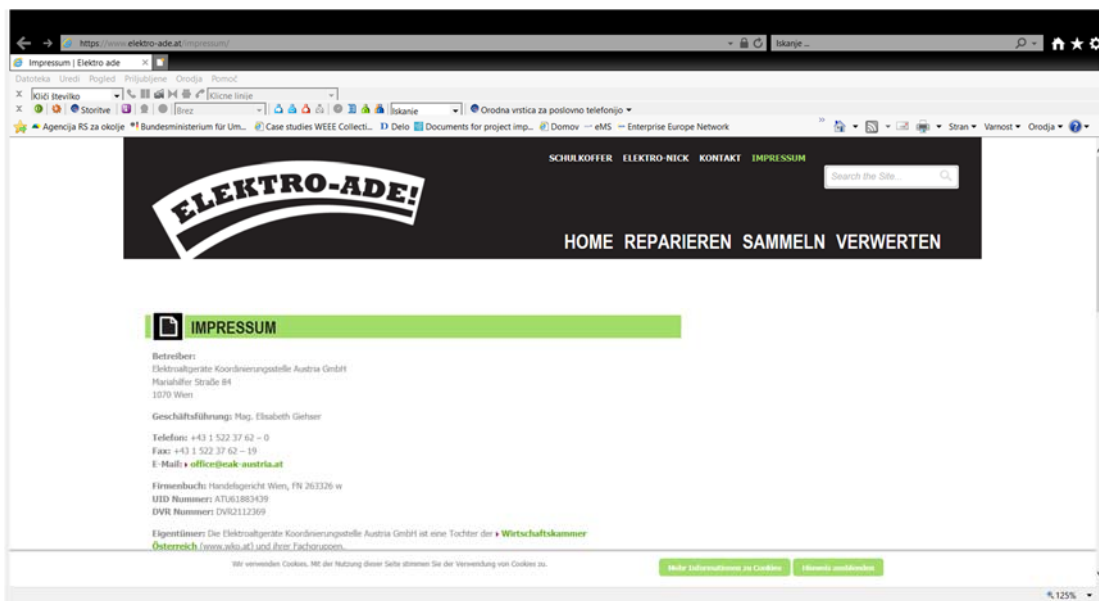 https://www.elektro-ade.at/impressum/
Iskanje ...
Impressum | Elektro ade
Datoteka Uredi Pogled Priljubljene Orodja Pomoč
Kliči številko Klicne linije
Storitve Brez Iskanie Orodna vrstica za poslovno telefonijo
Agencija RS za okolje Bundesministerium für Um... Case studies WEEE Collecti... Delo Documents for project imp... Domov eMS Enterprise Europe Network Stran Varnost Orodja
SCHULKOFFER ELEKTRO-NICK KONTAKT IMPRESSUM
Search the Site...
ELEKTRO-ADE!
HOME REPARIEREN SAMMELN VERWERTEN
IMPRESSUM
Betreiber:
Elektroaltgeräte Koordinierungsstelle Austria GmbH
Mariahilfer Straße 84
1070 Wien
Geschäftsführung: Mag. Elisabeth Giehser
Telefon: +43 1 522 37 62 – 0
Fax: +43 1 522 37 62 – 19
E-Mail: office@eak-austria.at
Firmenbuch: Handelsgericht Wien, FN 263326 w
UID Nummer: ATU61883439
DVR Nummer: DVR2112369
Eigentümer: Die Elektroaltgeräte Koordinierungsstelle Austria GmbH ist eine Tochter der Wirtschaftskammer
Österreich (www.wko.at) und ihrer Fachgruppen.
Wir verwenden Cookies. Mit der Nutzung dieser Seite stimmen Sie der Verwendung von Cookies zu.
Mehr Informationen zu Cookies Hinweis ausblenden
125%